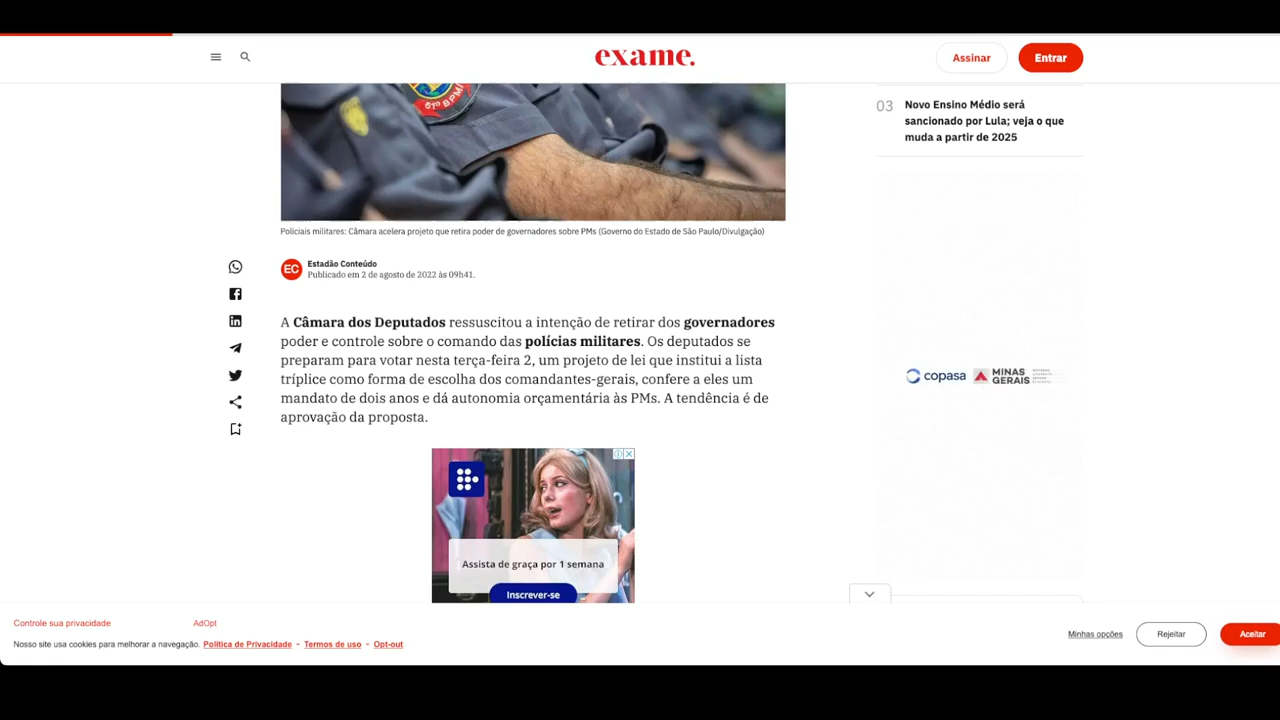 exame.
Assinar
Entrar
61º BPM
03
Novo Ensino Médio será
sancionado por Lula; veja o que
muda a partir de 2025
Policiais militares: Câmara acelera projeto que retira poder de governadores sobre PMs (Governo do Estado de São Paulo/Divulgação)
EC
Estadão Conteúdo
Publicado em 2 de agosto de 2022 às 09h41.
A Câmara dos Deputados ressuscitou a intenção de retirar dos governadores
poder e controle sobre o comando das polícias militares. Os deputados se
preparam para votar nesta terça-feira 2, um projeto de lei que institui a lista
tríplice como forma de escolha dos comandantes-gerais, confere a eles um
mandato de dois anos e dá autonomia orçamentária às PMs. A tendência é de
aprovação da proposta.
copasa
MINAS
GERAIS
Assista de graça por 1 semana
Inscrever-se
Controle sua privacidade
AdOpt
Nosso site usa cookies para melhorar a navegação. Política de Privacidade - Termos de uso - Opt-out
Minhas opções
Rejeitar
Aceitar